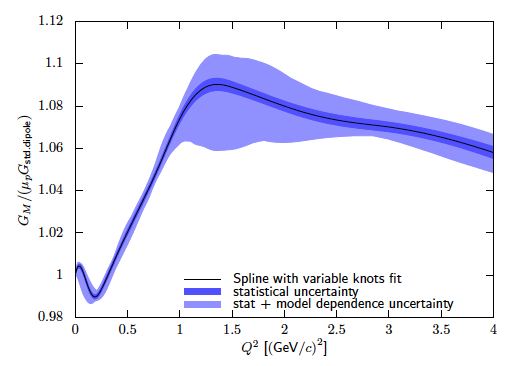 1.12
1.1
1.08
1.06
1.04
1.02
1
0.98
G_M/(μ_p G_std.dipole)
Spline with variable knots fit
statistical uncertainty
stat + model dependence uncertainty
0 0.5 1 1.5 2 2.5 3 3.5 4
Q² [(GeV/c)²]